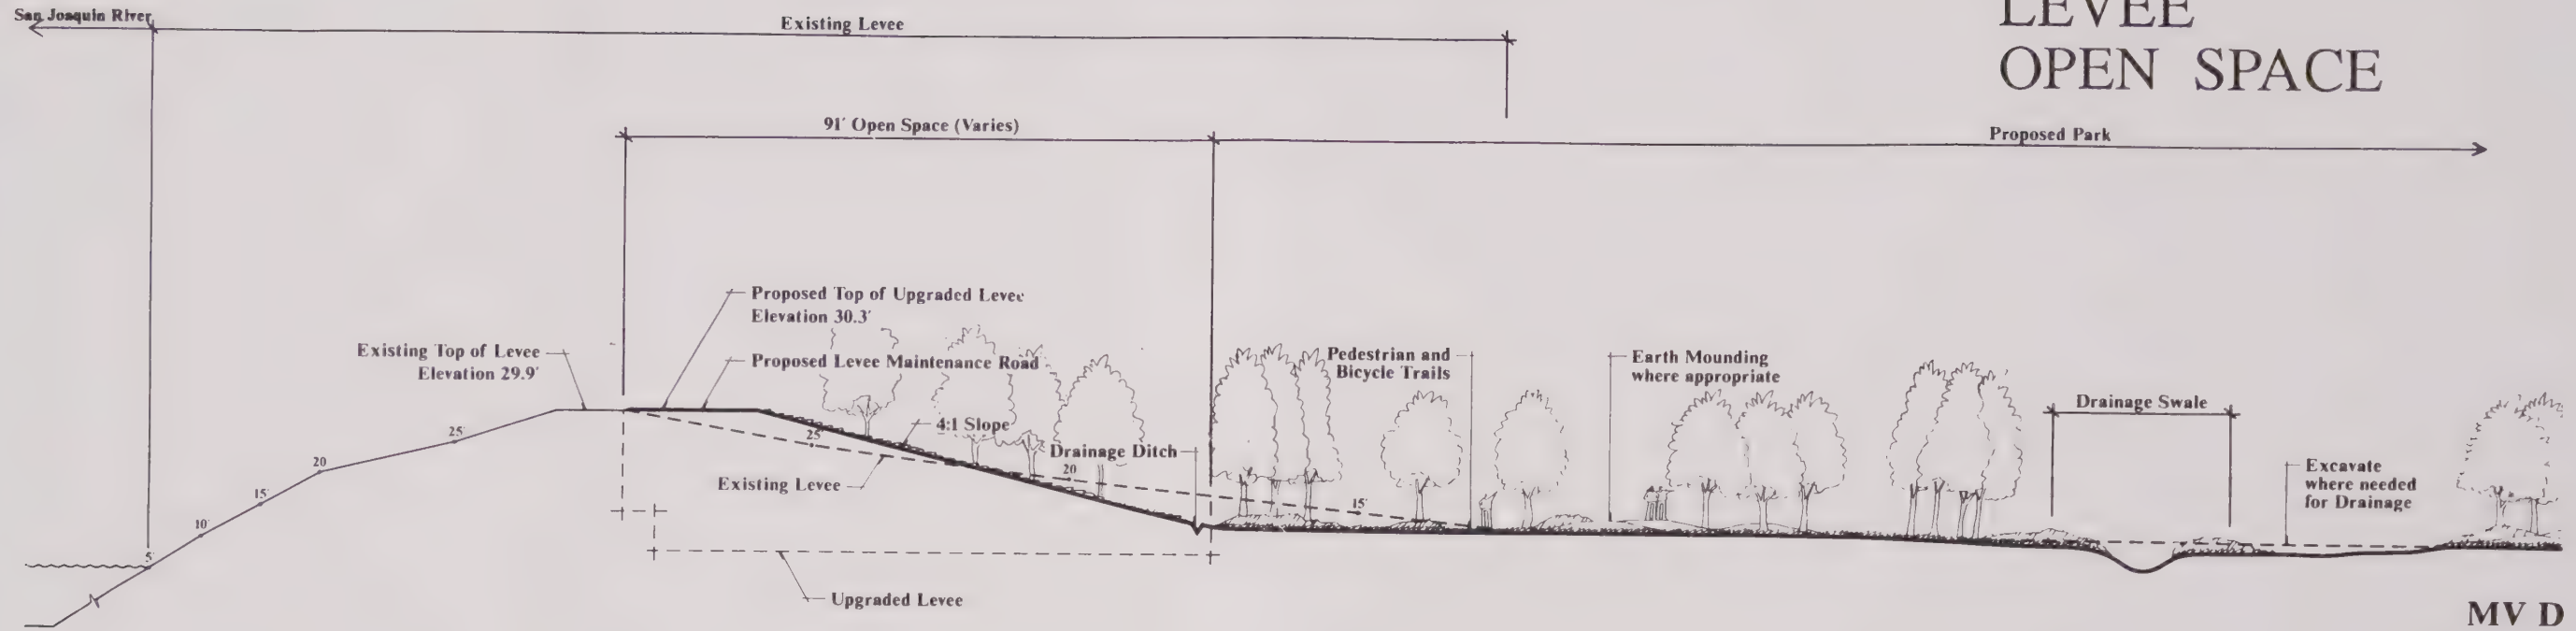 LEVEE
OPEN SPACE
San Joaquin River
Existing Levee
91' Open Space (Varies)
Proposed Park
Proposed Top of Upgraded Levee
Elevation 30.3'
Existing Top of Levee
Elevation 29.9'
Proposed Levee Maintenance Road
Pedestrian and
Bicycle Trails
Earth Mounding
where appropriate
Drainage Swale
4:1 Slope
Drainage Ditch
Existing Levee
Excavate
where needed
for Drainage
5'
10'
15'
20
25'
25'
20
15'
Upgraded Levee
MV D